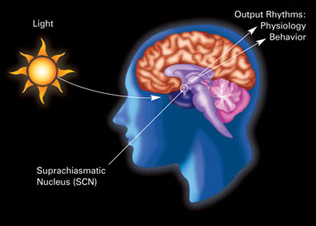 Light
Output Rhythms:
Physiology
Behavior
Suprachiasmatic
Nucleus (SCN)